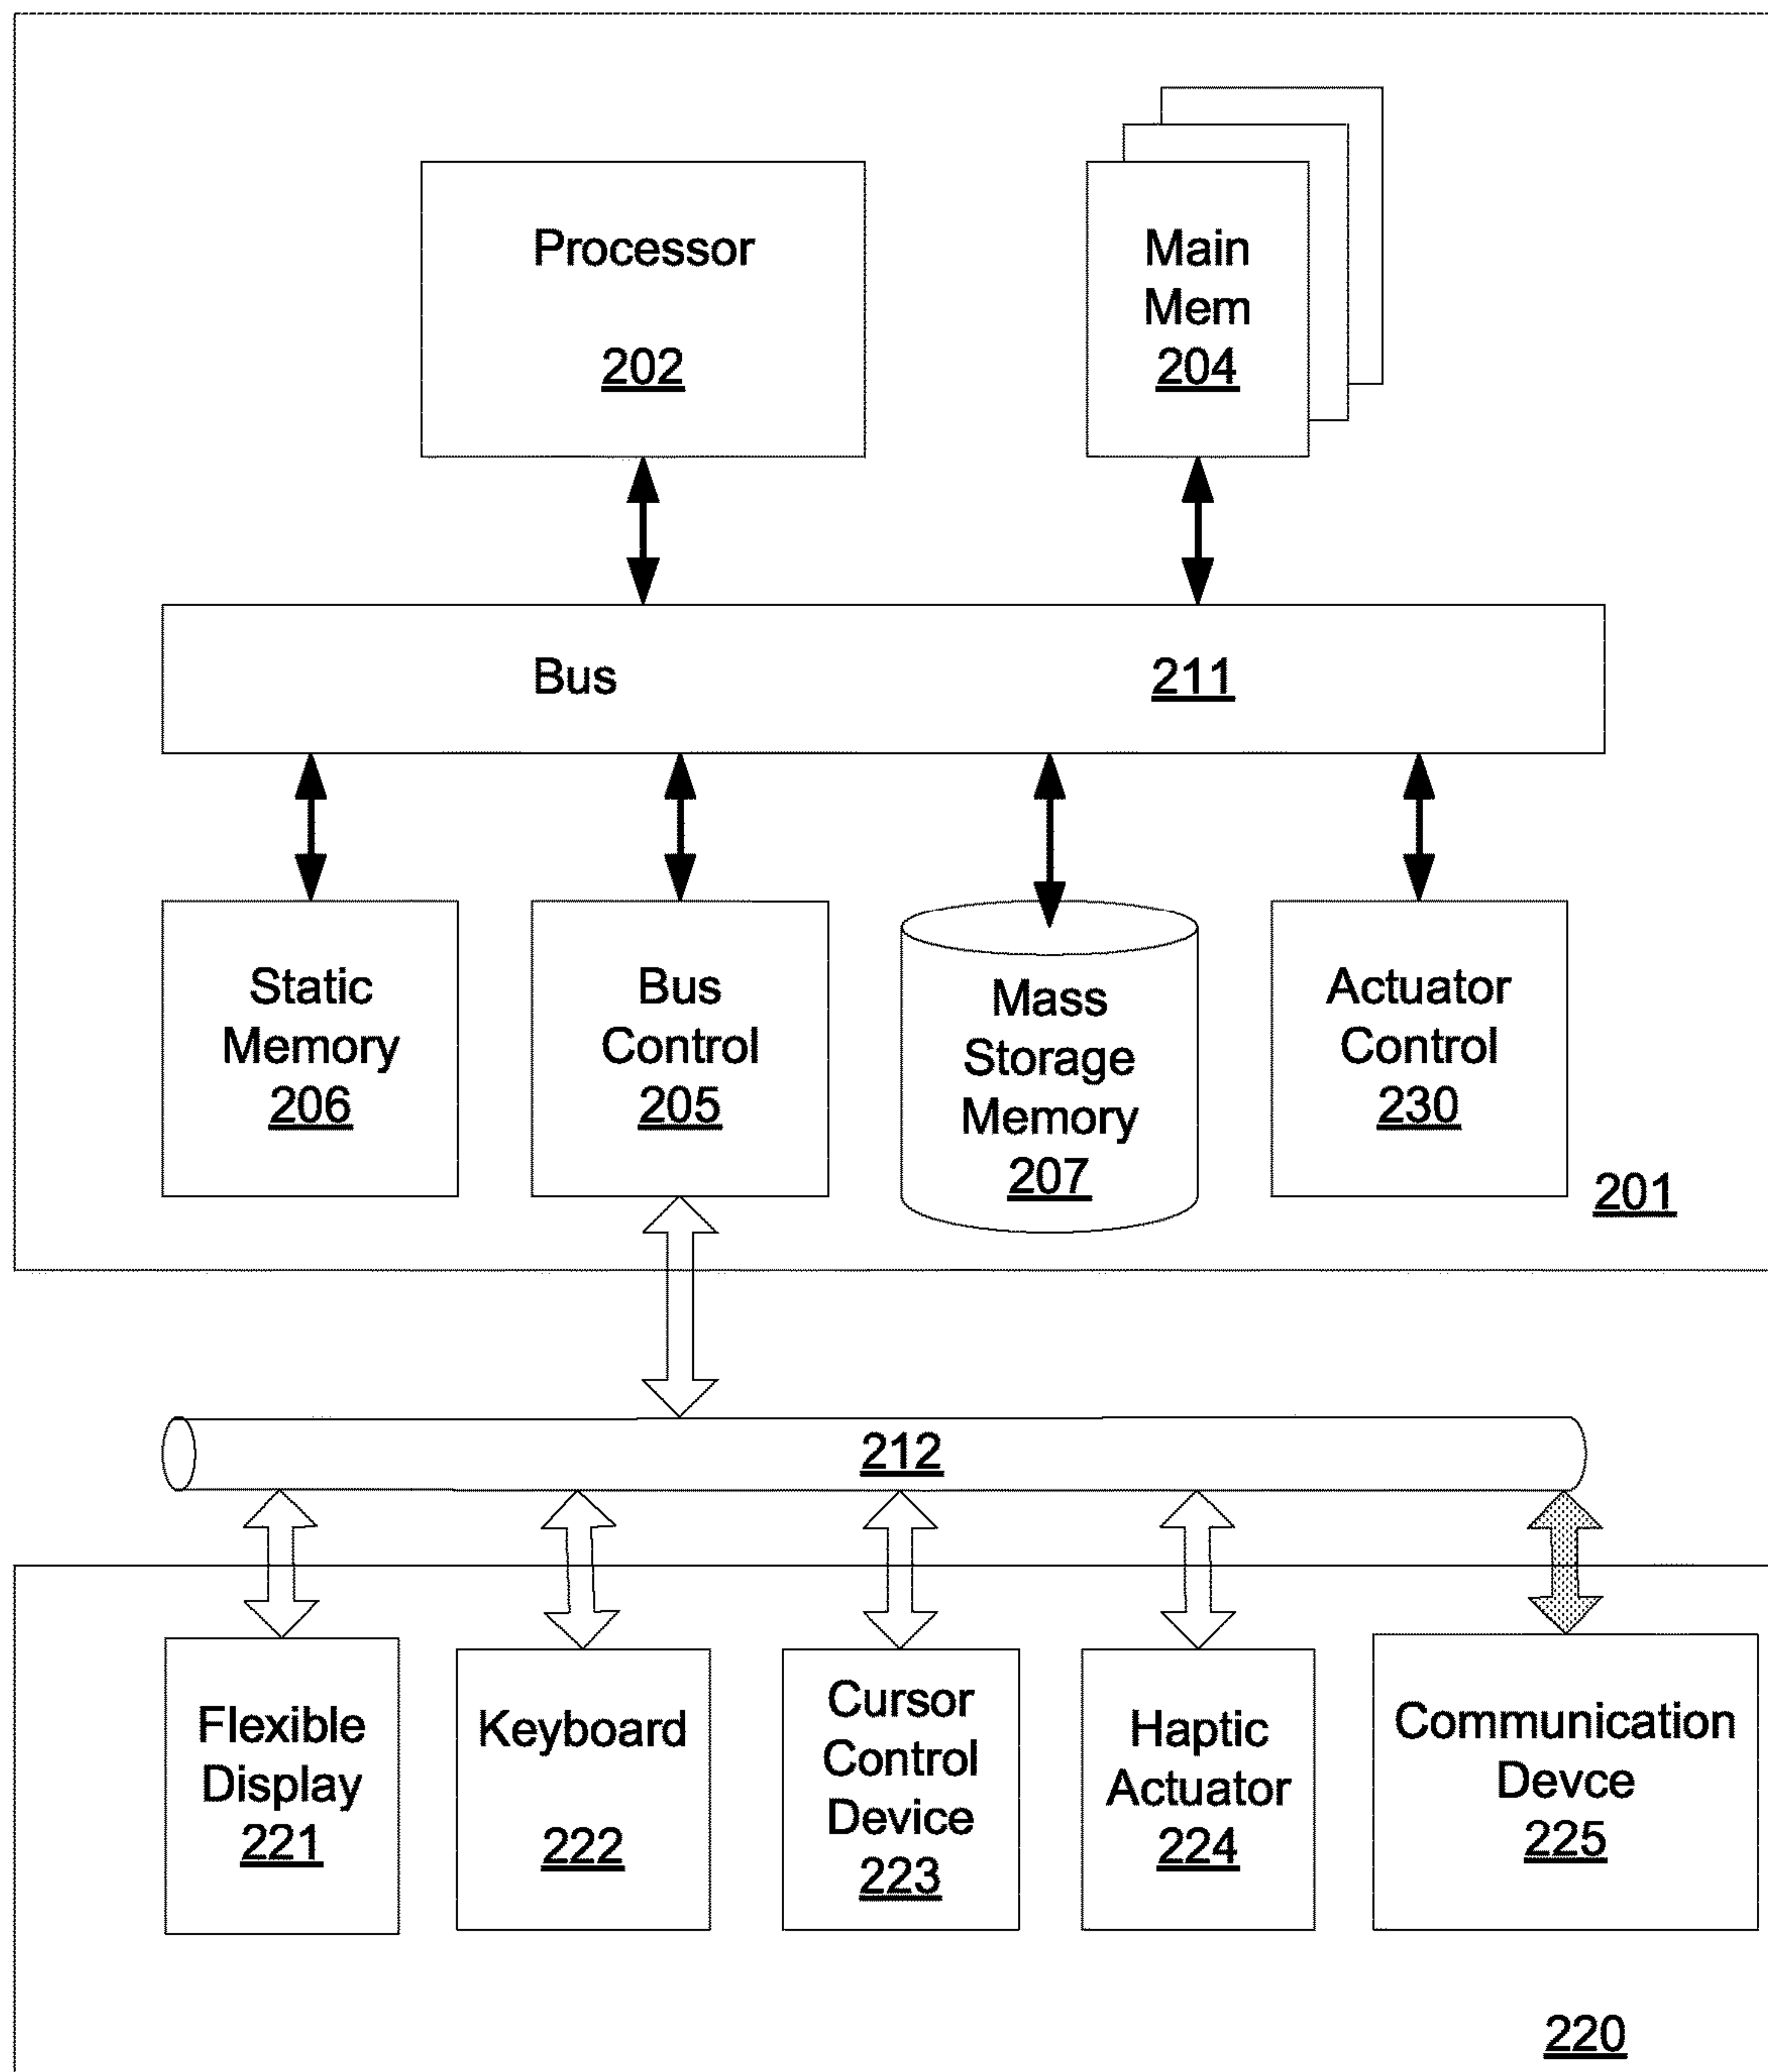 Processor
202
Main
Mem
204
Bus 211
Static
Memory
206
Bus
Control
205
Mass
Storage
Memory
207
Actuator
Control
230
201
212
Flexible
Display
221
Keyboard
222
Cursor
Control
Device
223
Haptic
Actuator
224
Communication
Devce
225
220